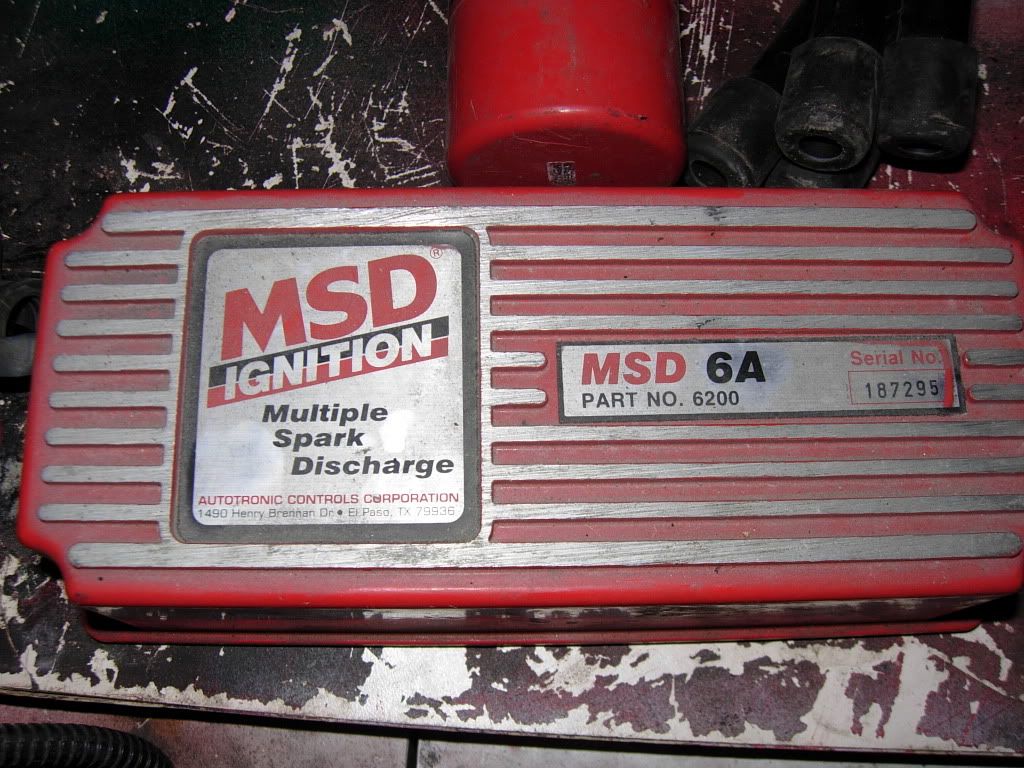 MSD®
IGNITION
Multiple
Spark
Discharge
AUTOTRONIC CONTROLS CORPORATION
1490 Henry Brennan Dr • El Paso, TX 79936
MSD 6A
PART NO. 6200
Serial No.
187295